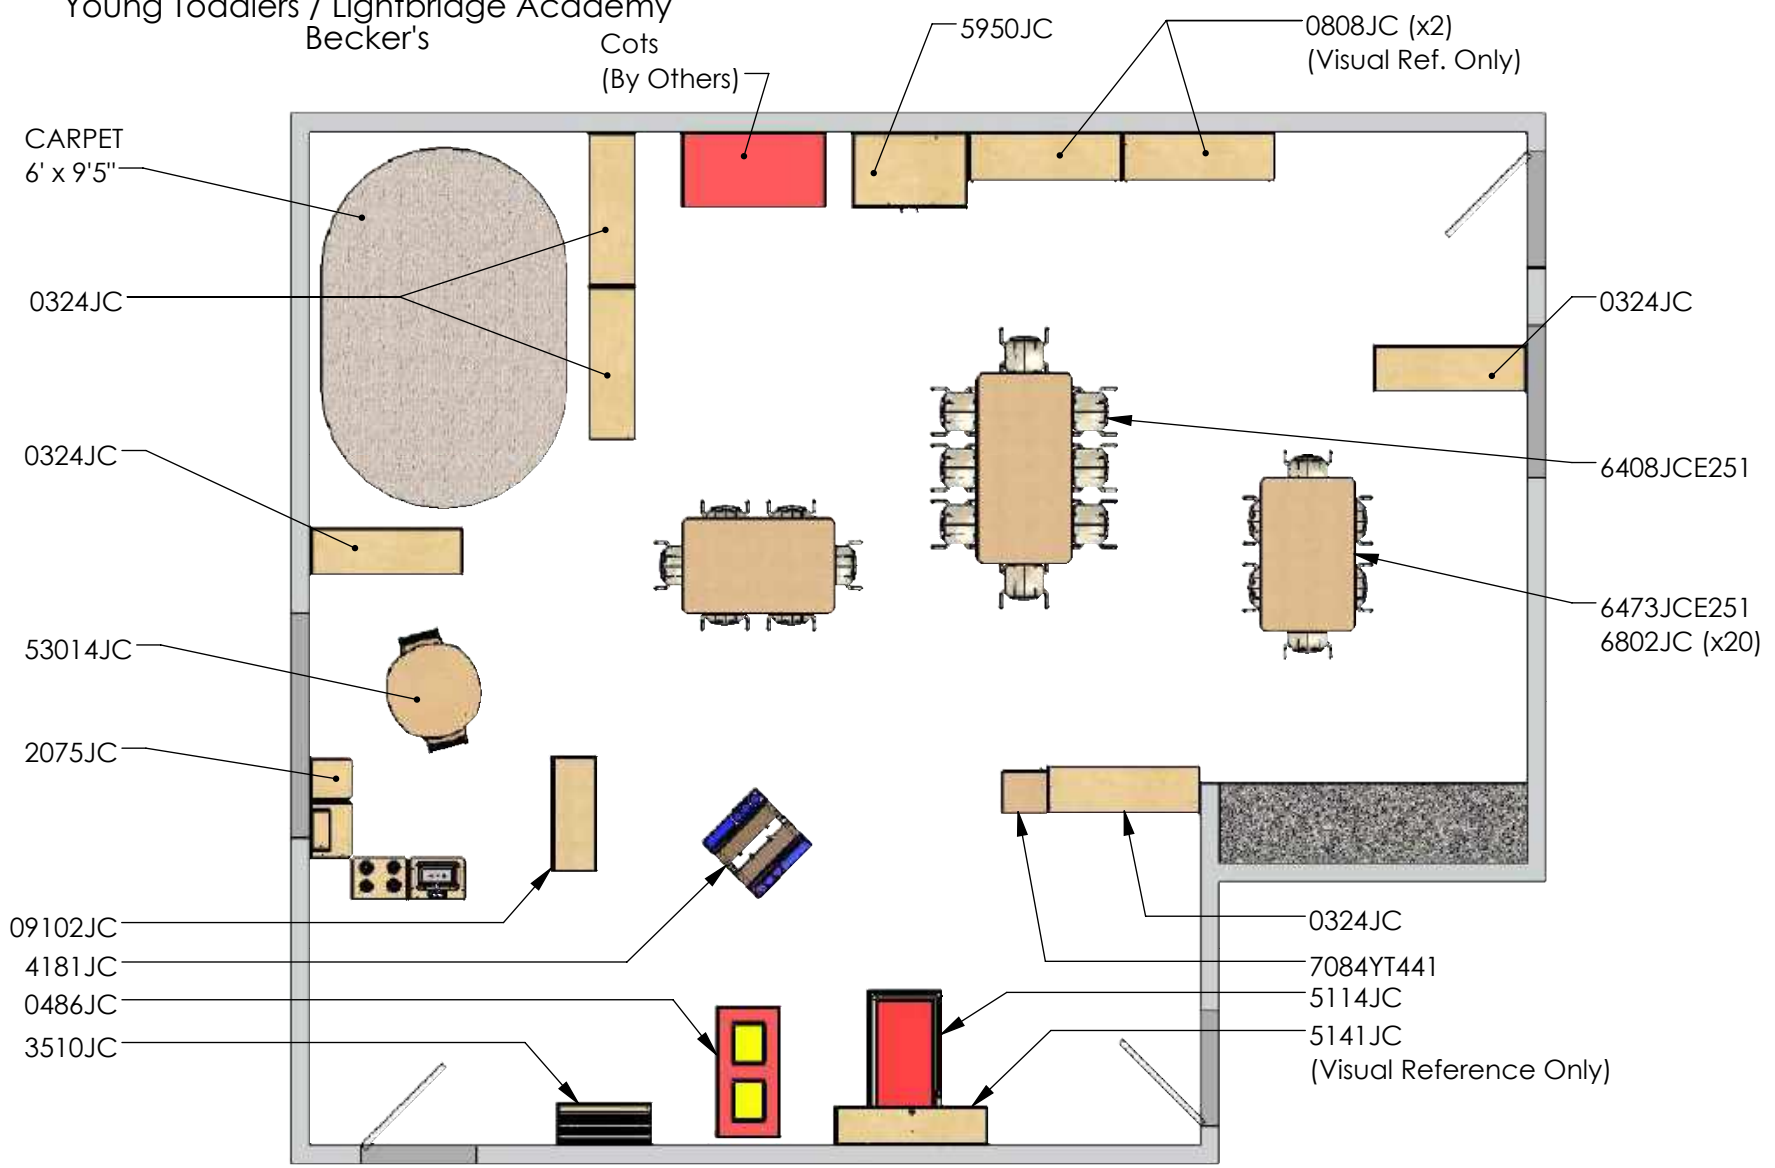 Young Toddlers / Lightbridge Academy
Becker's
Cots
(By Others)
5950JC
0808JC (x2)
(Visual Ref. Only)
CARPET
6' x 9'5"
0324JC
0324JC
0324JC
6408JCE251
53014JC
6473JCE251
6802JC (x20)
2075JC
09102JC
4181JC
0486JC
3510JC
0324JC
7084YT441
5114JC
5141JC
(Visual Reference Only)